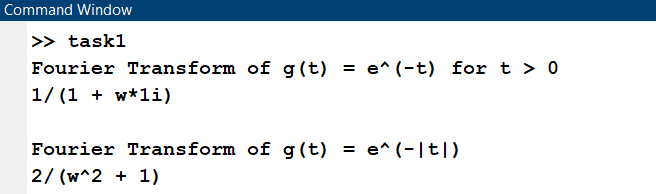 Command Window
>> task1
Fourier Transform of g(t) = e^(-t) for t > 0
1/(1 + w*1i)
Fourier Transform of g(t) = e^(-|t|)
2/(w^2 + 1)